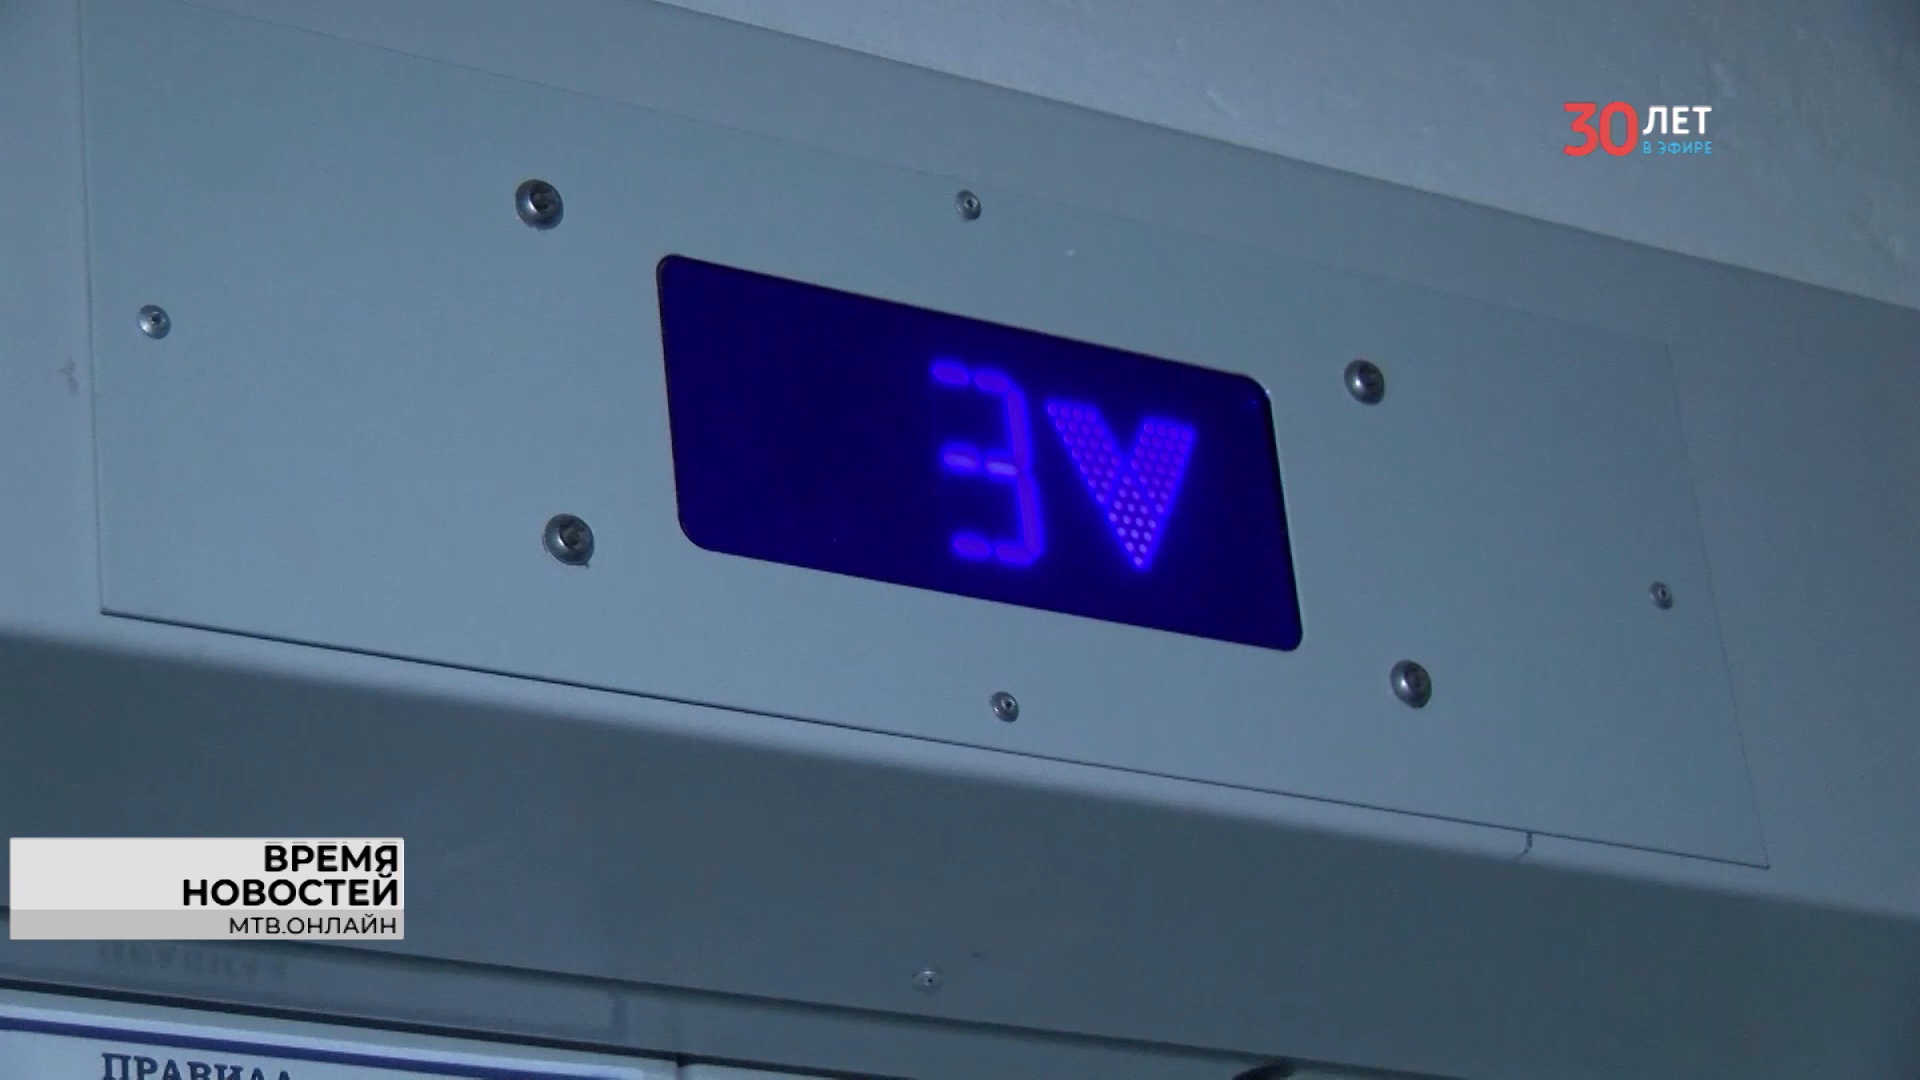 30 ЛЕТ
В ЭФИРЕ
3
ВРЕМЯ
НОВОСТЕЙ
МТВ.ОНЛАЙН
ПРАВИЛА